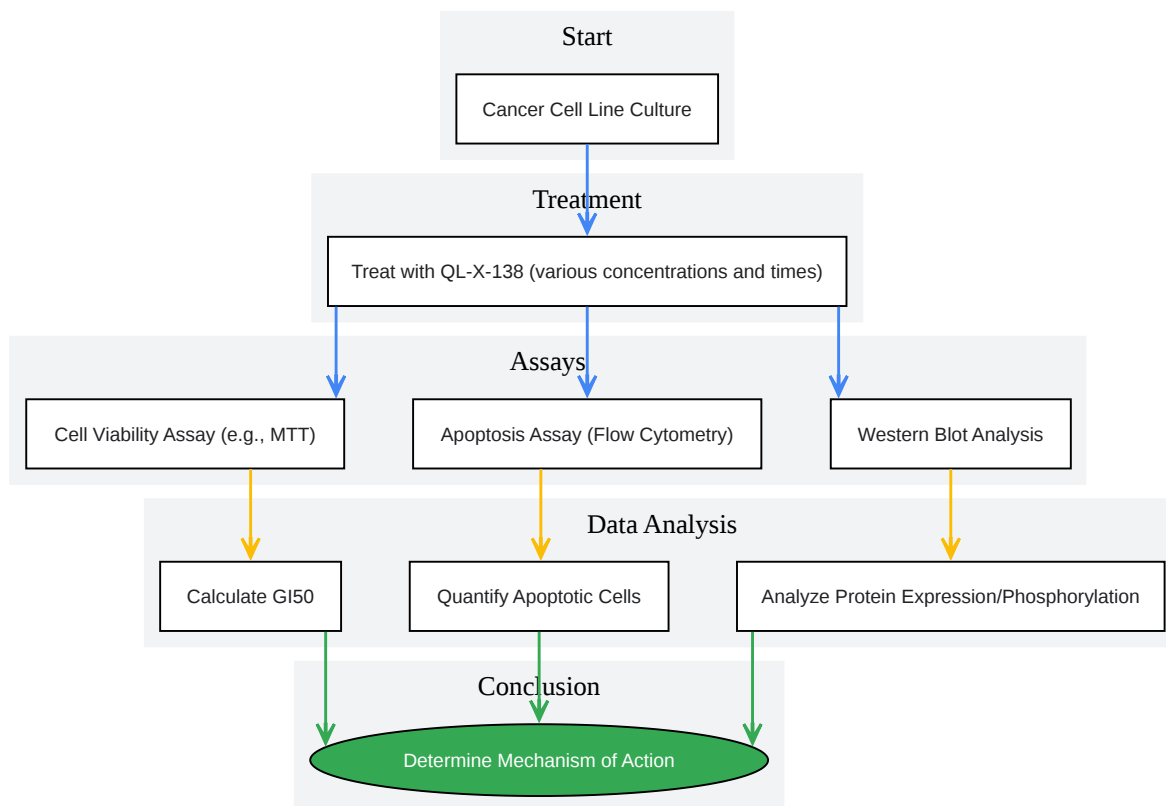 Start
Cancer Cell Line Culture
Treatment
Treat with QL-X-138 (various concentrations and times)
Assays
Cell Viability Assay (e.g., MTT)
Apoptosis Assay (Flow Cytometry)
Western Blot Analysis
Data Analysis
Calculate GI50
Quantify Apoptotic Cells
Analyze Protein Expression/Phosphorylation
Conclusion
Determine Mechanism of Action